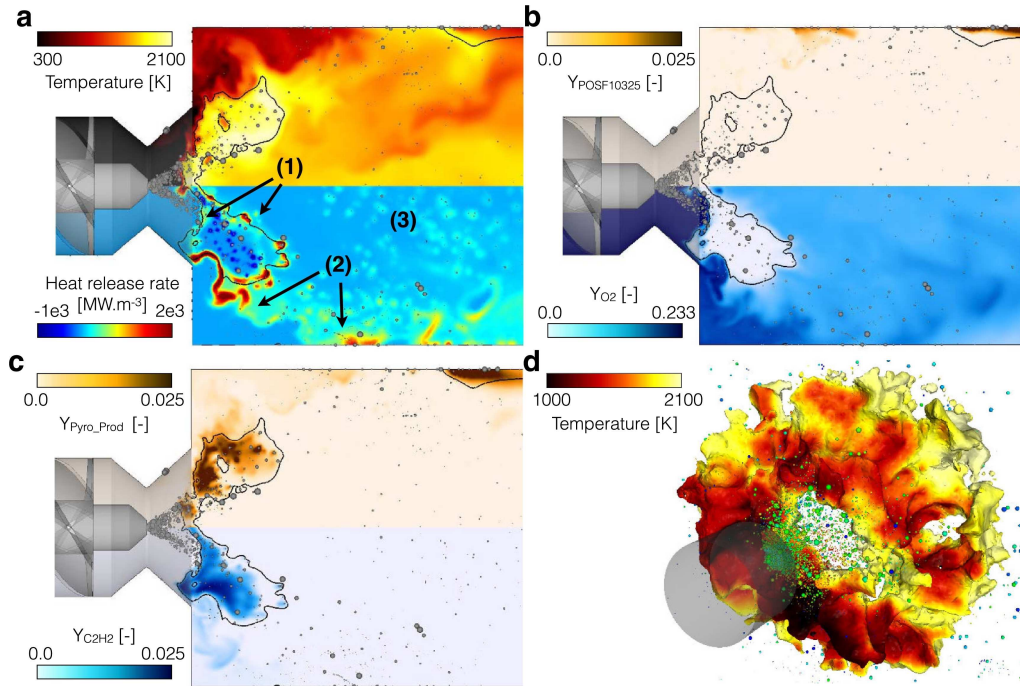 a
300 2100
Temperature [K]
(1)
(3)
(2)
Heat release rate
[MW.m-3]
-1e3 2e3
b
0.0 0.025
YPOSF10325 [-]
YO2 [-]
0.0 0.233
c
0.0 0.025
YPyro_Prod [-]
YC2H2 [-]
0.0 0.025
d
1000 2100
Temperature [K]